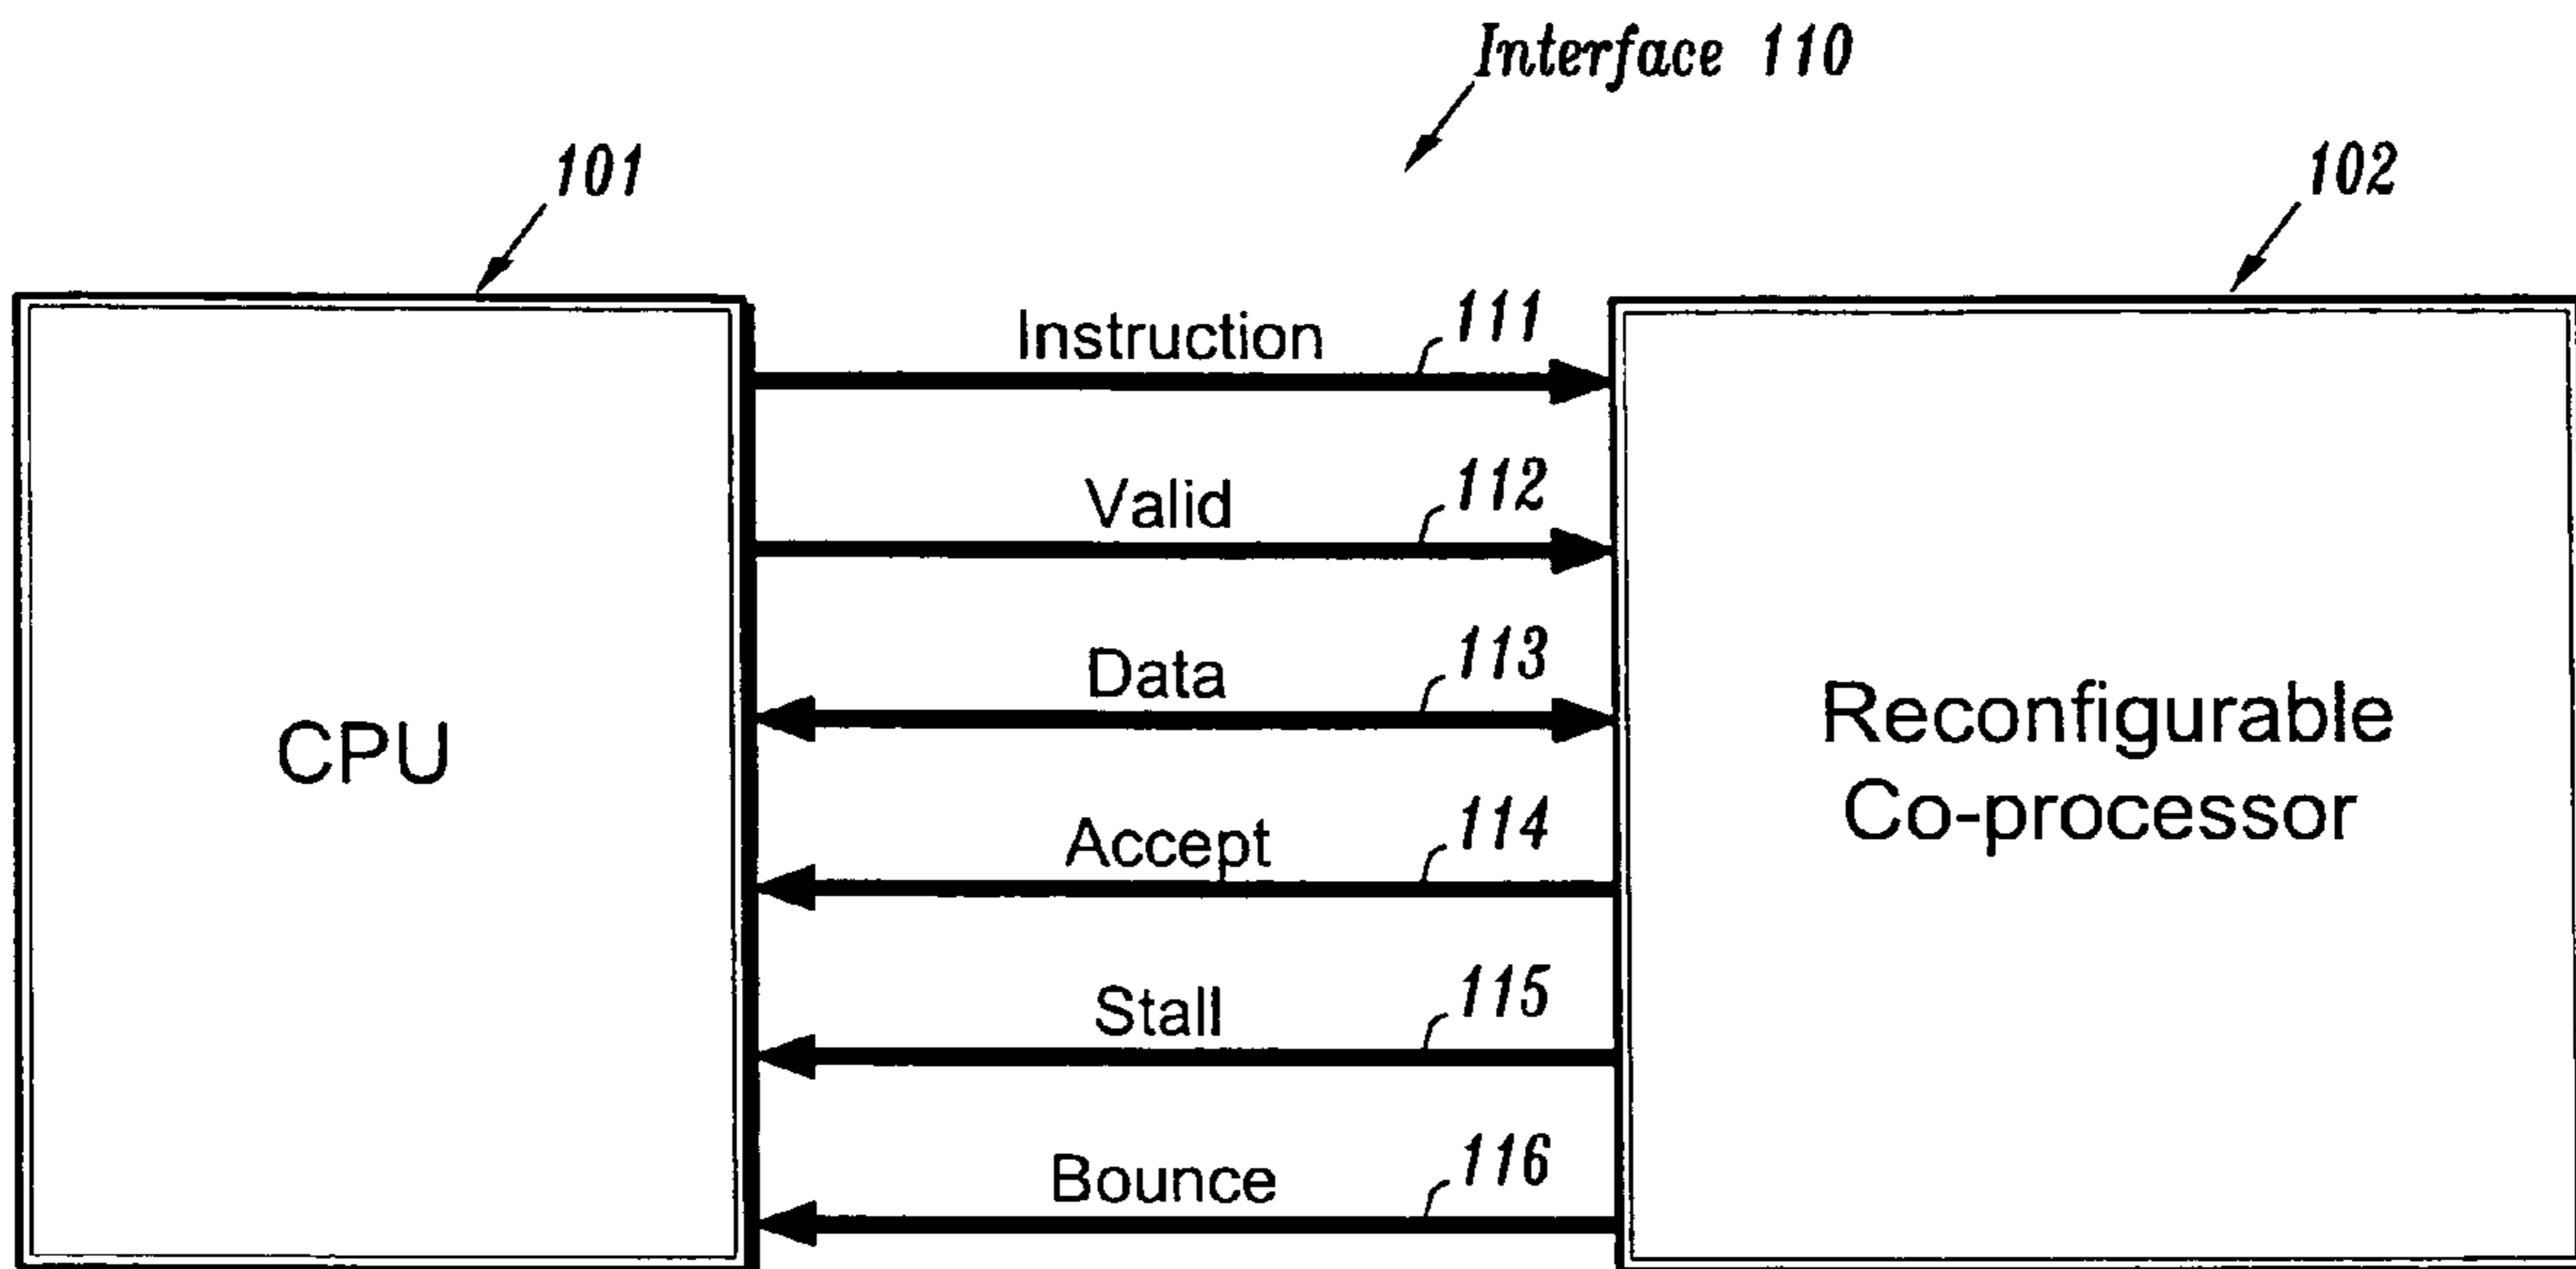 Interface 110
101
102
Instruction 111
Valid 112
Data 113
CPU
Reconfigurable
Co-processor
Accept 114
Stall 115
Bounce 116